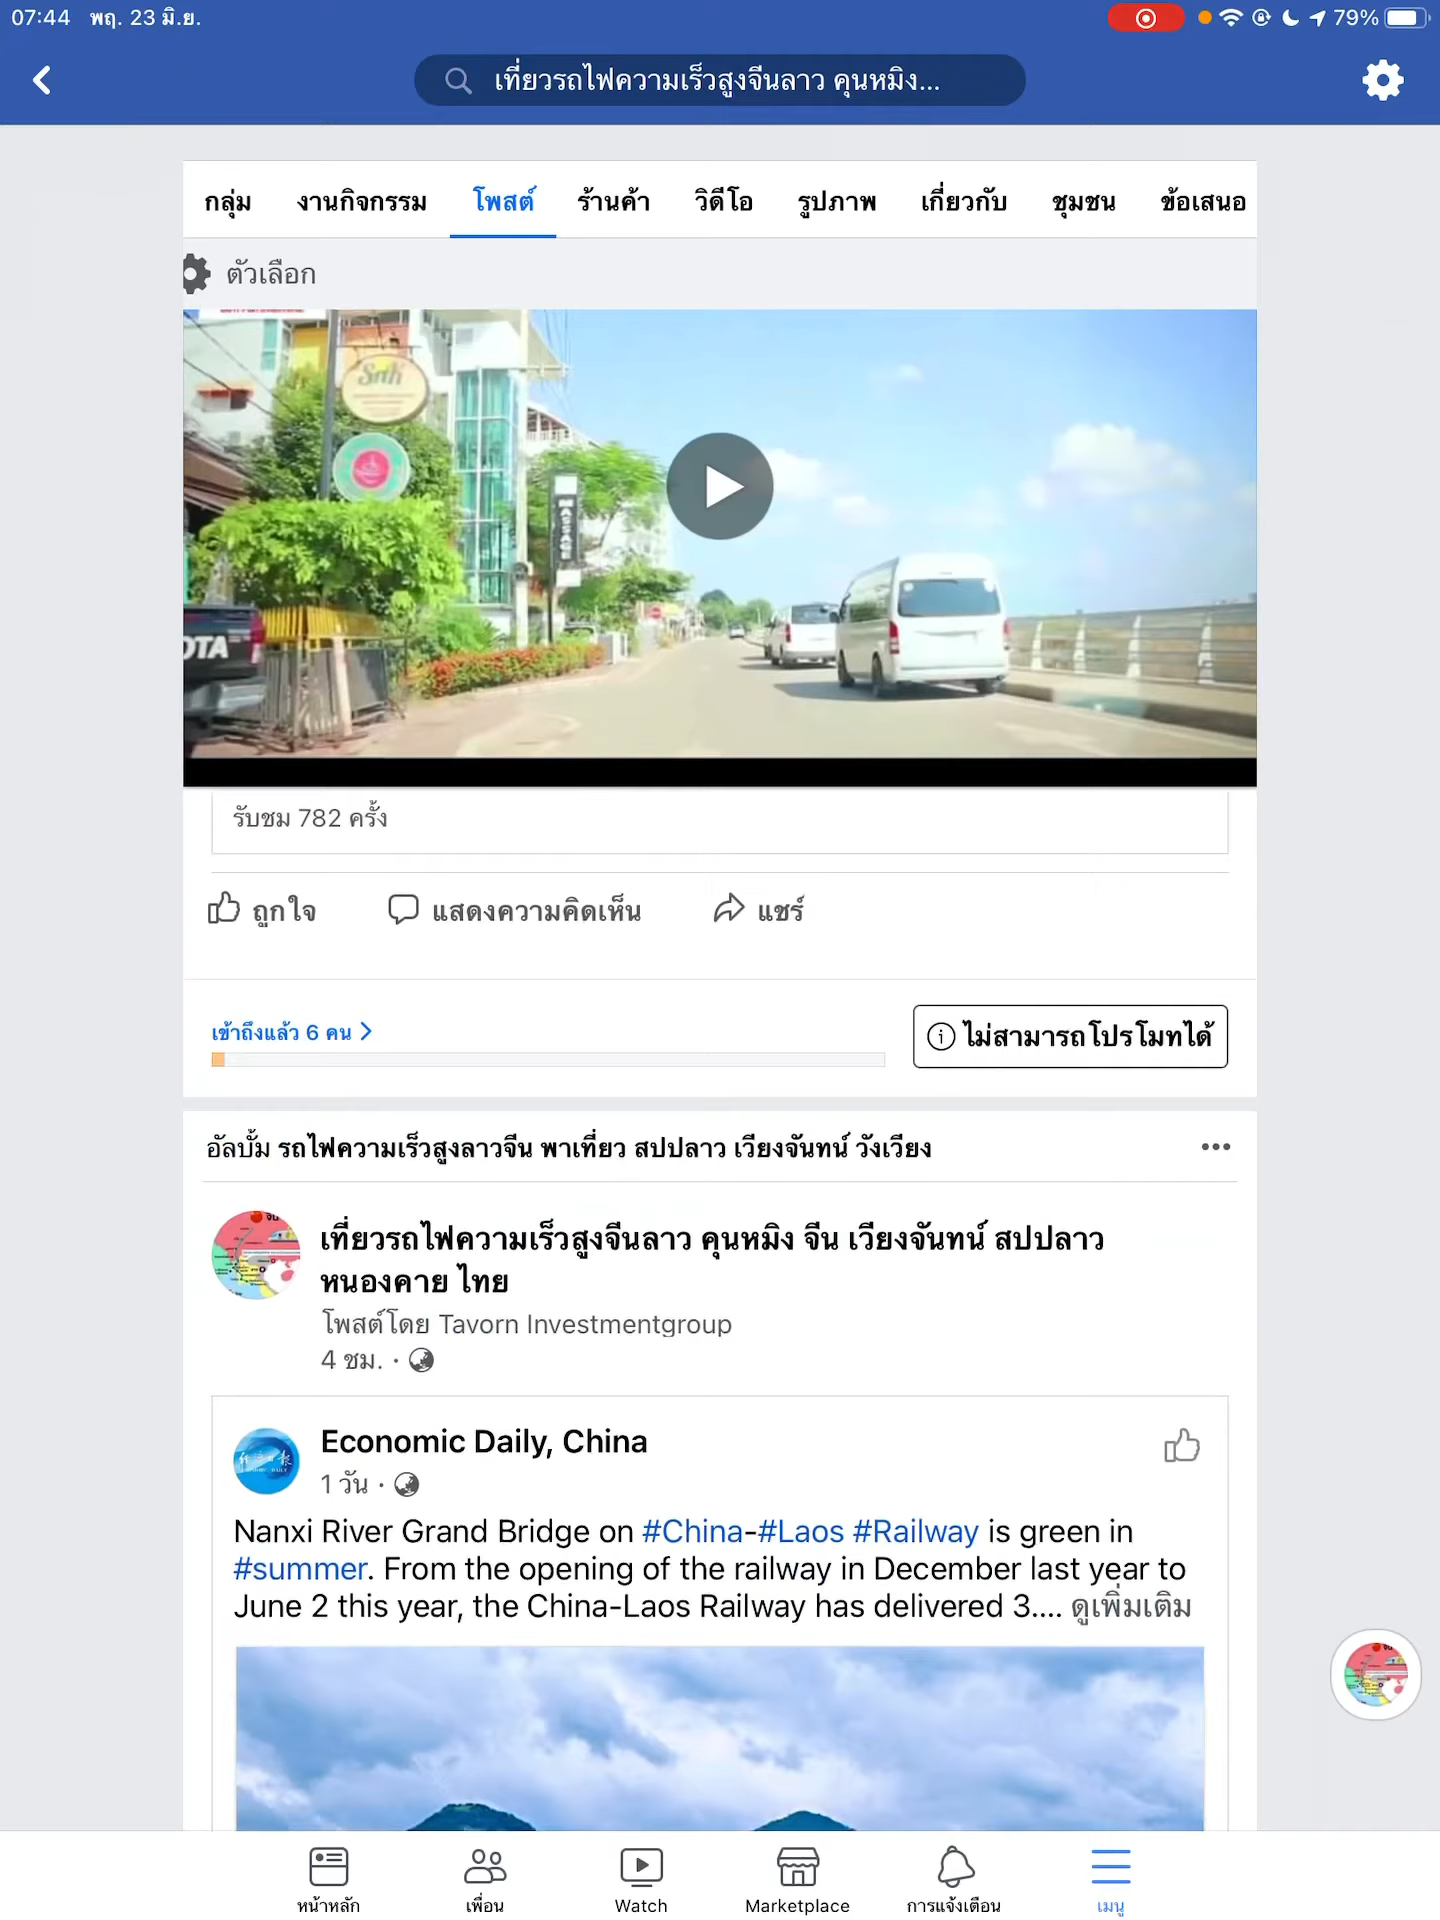 07:44 พฤ. 23 มิ.ย.
79%
เที่ยวรถไฟความเร็วสูงจีนลาว คุนหมิง...
กลุ่ม งานกิจกรรม โพสต์ ร้านค้า วิดีโอ รูปภาพ เกี่ยวกับ ชุมชน ข้อเสนอ
ตัวเลือก
MASSAGE
OTA
รับชม 782 ครั้ง
ถูกใจ แสดงความคิดเห็น แชร์
เข้าถึงแล้ว 6 คน
ไม่สามารถโปรโมทได้
อัลบั้ม รถไฟความเร็วสูงลาวจีน พาเที่ยว สปปลาว เวียงจันทน์ วังเวียง
เที่ยวรถไฟความเร็วสูงจีนลาว คุนหมิง จีน เวียงจันทน์ สปปลาว
หนองคาย ไทย
โพสต์โดย Tavorn Investmentgroup
4 ชม. ·
Economic Daily, China
1 วัน ·
Nanxi River Grand Bridge on #China-#Laos #Railway is green in
#summer. From the opening of the railway in December last year to
June 2 this year, the China-Laos Railway has delivered 3.... ดูเพิ่มเติม
หน้าหลัก เพื่อน Watch Marketplace การแจ้งเตือน เมนู